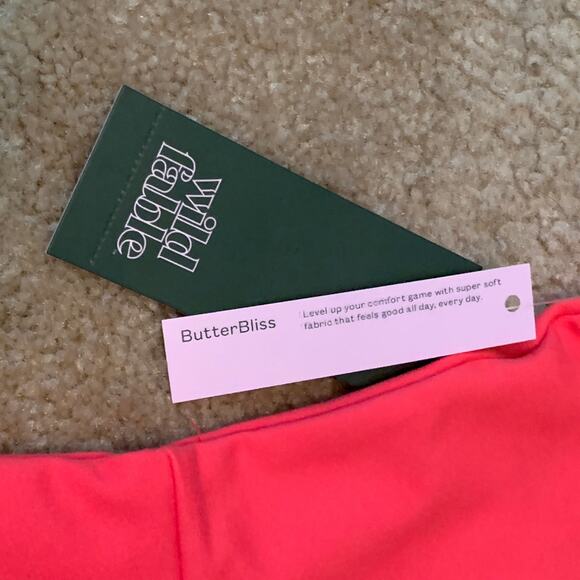 wild
fable
ButterBliss
Level up your comfort game with super soft
fabric that feels good all day, every day.